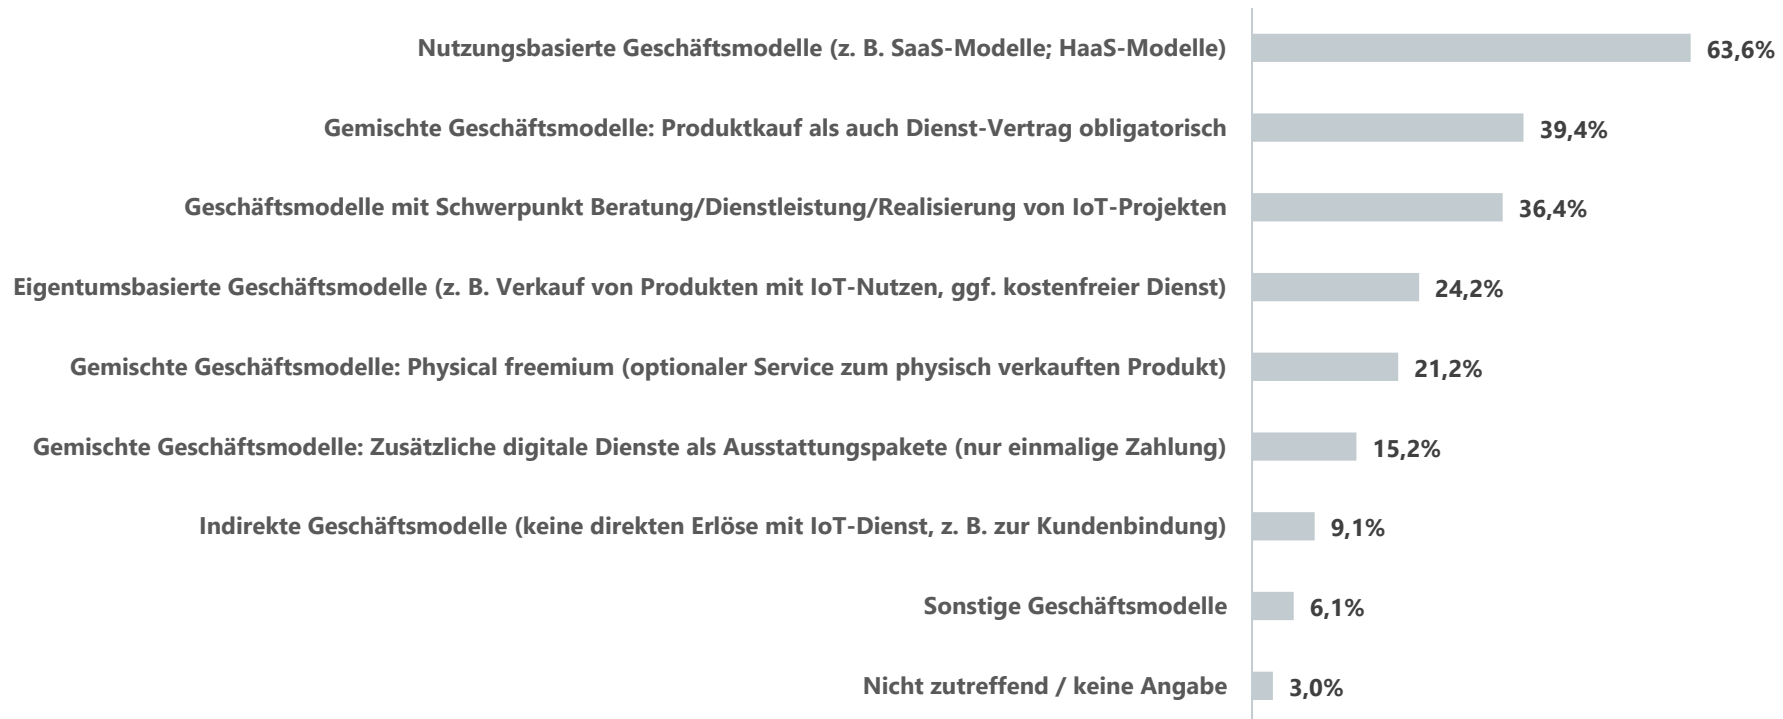 Nutzungsbasierte Geschäftsmodelle (z. B. SaaS-Modelle; HaaS-Modelle) 63,6%
Gemischte Geschäftsmodelle: Produktkauf als auch Dienst-Vertrag obligatorisch 39,4%
Geschäftsmodelle mit Schwerpunkt Beratung/Dienstleistung/Realisierung von IoT-Projekten 36,4%
Eigentumsbasierte Geschäftsmodelle (z. B. Verkauf von Produkten mit IoT-Nutzen, ggf. kostenfreier Dienst) 24,2%
Gemischte Geschäftsmodelle: Physical freemium (optionaler Service zum physisch verkauften Produkt) 21,2%
Gemischte Geschäftsmodelle: Zusätzliche digitale Dienste als Ausstattungspakete (nur einmalige Zahlung) 15,2%
Indirekte Geschäftsmodelle (keine direkten Erlöse mit IoT-Dienst, z. B. zur Kundenbindung) 9,1%
Sonstige Geschäftsmodelle 6,1%
Nicht zutreffend / keine Angabe 3,0%